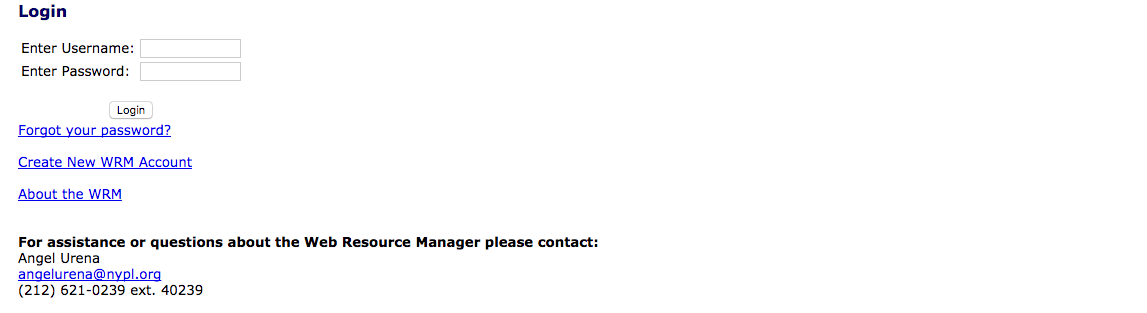 Login
Enter Username:
Enter Password:
Login
Forgot your password?
Create New WRM Account
About the WRM
For assistance or questions about the Web Resource Manager please contact:
Angel Urena
angelurena@nypl.org
(212) 621-0239 ext. 40239